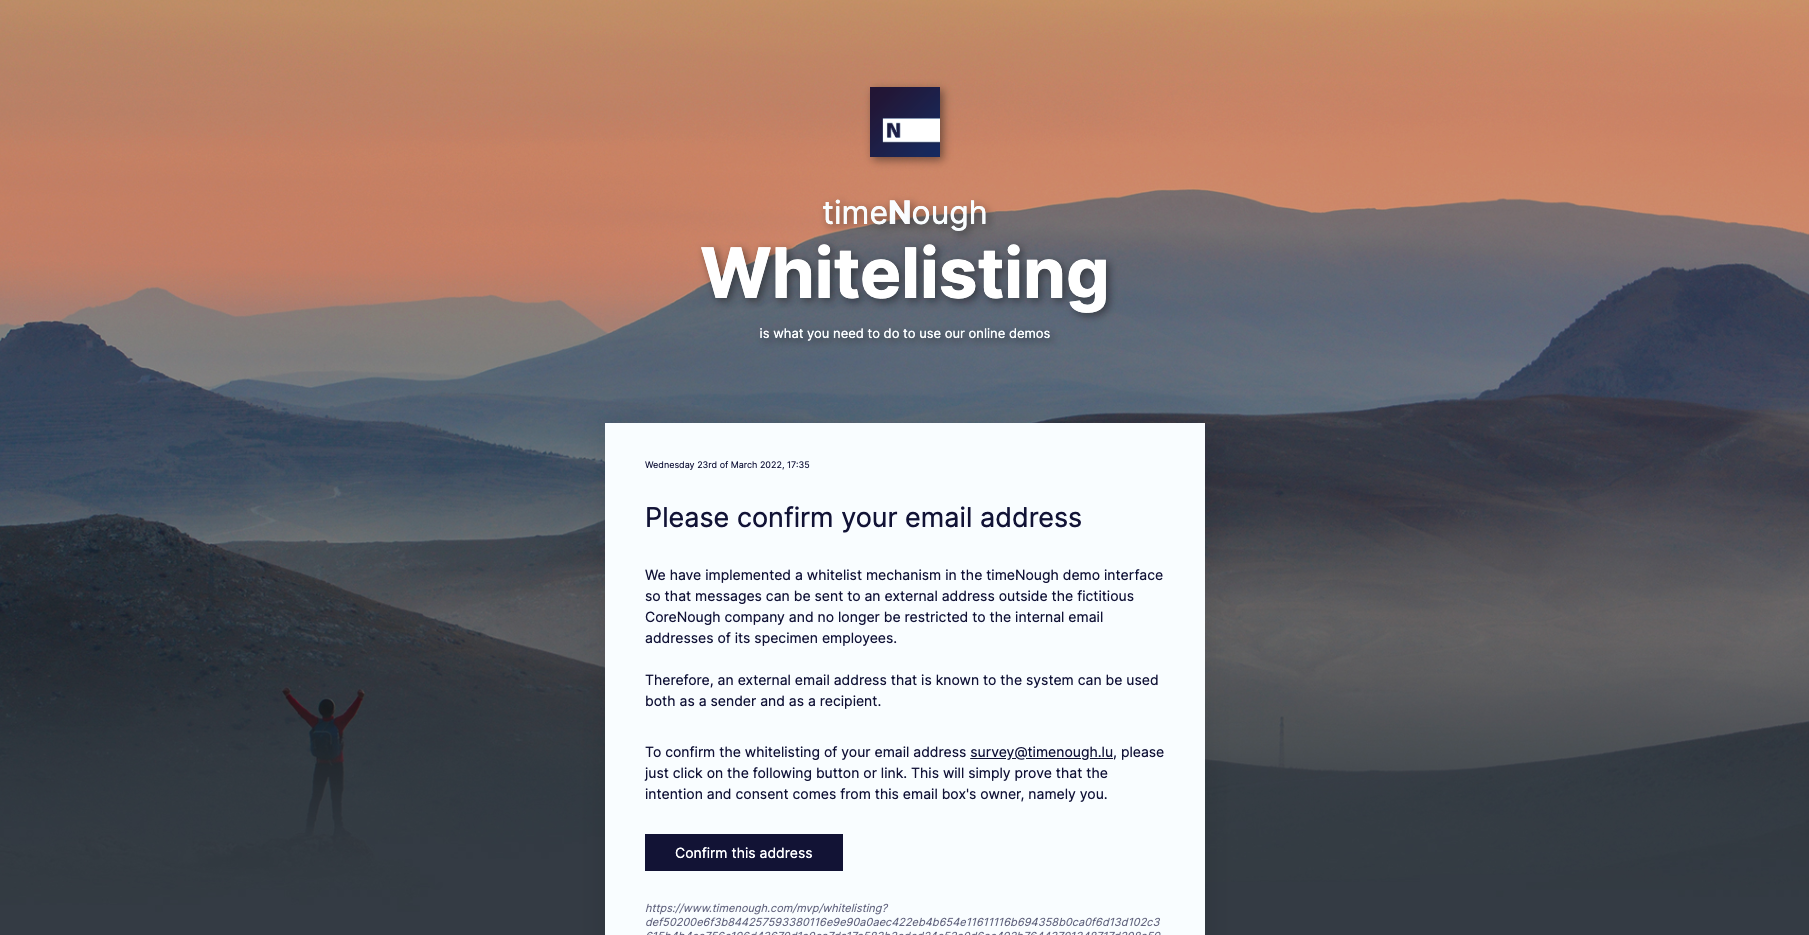 N
timeNough
Whitelisting
is what you need to do to use our online demos
Wednesday 23rd of March 2022, 17:35
Please confirm your email address
We have implemented a whitelist mechanism in the timeNough demo interface
so that messages can be sent to an external address outside the fictitious
CoreNough company and no longer be restricted to the internal email
addresses of its specimen employees.
Therefore, an external email address that is known to the system can be used
both as a sender and as a recipient.
To confirm the whitelisting of your email address survey@timenough.lu, please
just click on the following button or link. This will simply prove that the
intention and consent comes from this email box's owner, namely you.
Confirm this address
https://www.timenough.com/mvp/whitelisting?
def50200e6f3b844257593380116e9e90a0aec422eb4b654e11611116b694358b0ca0f6d13d102c3